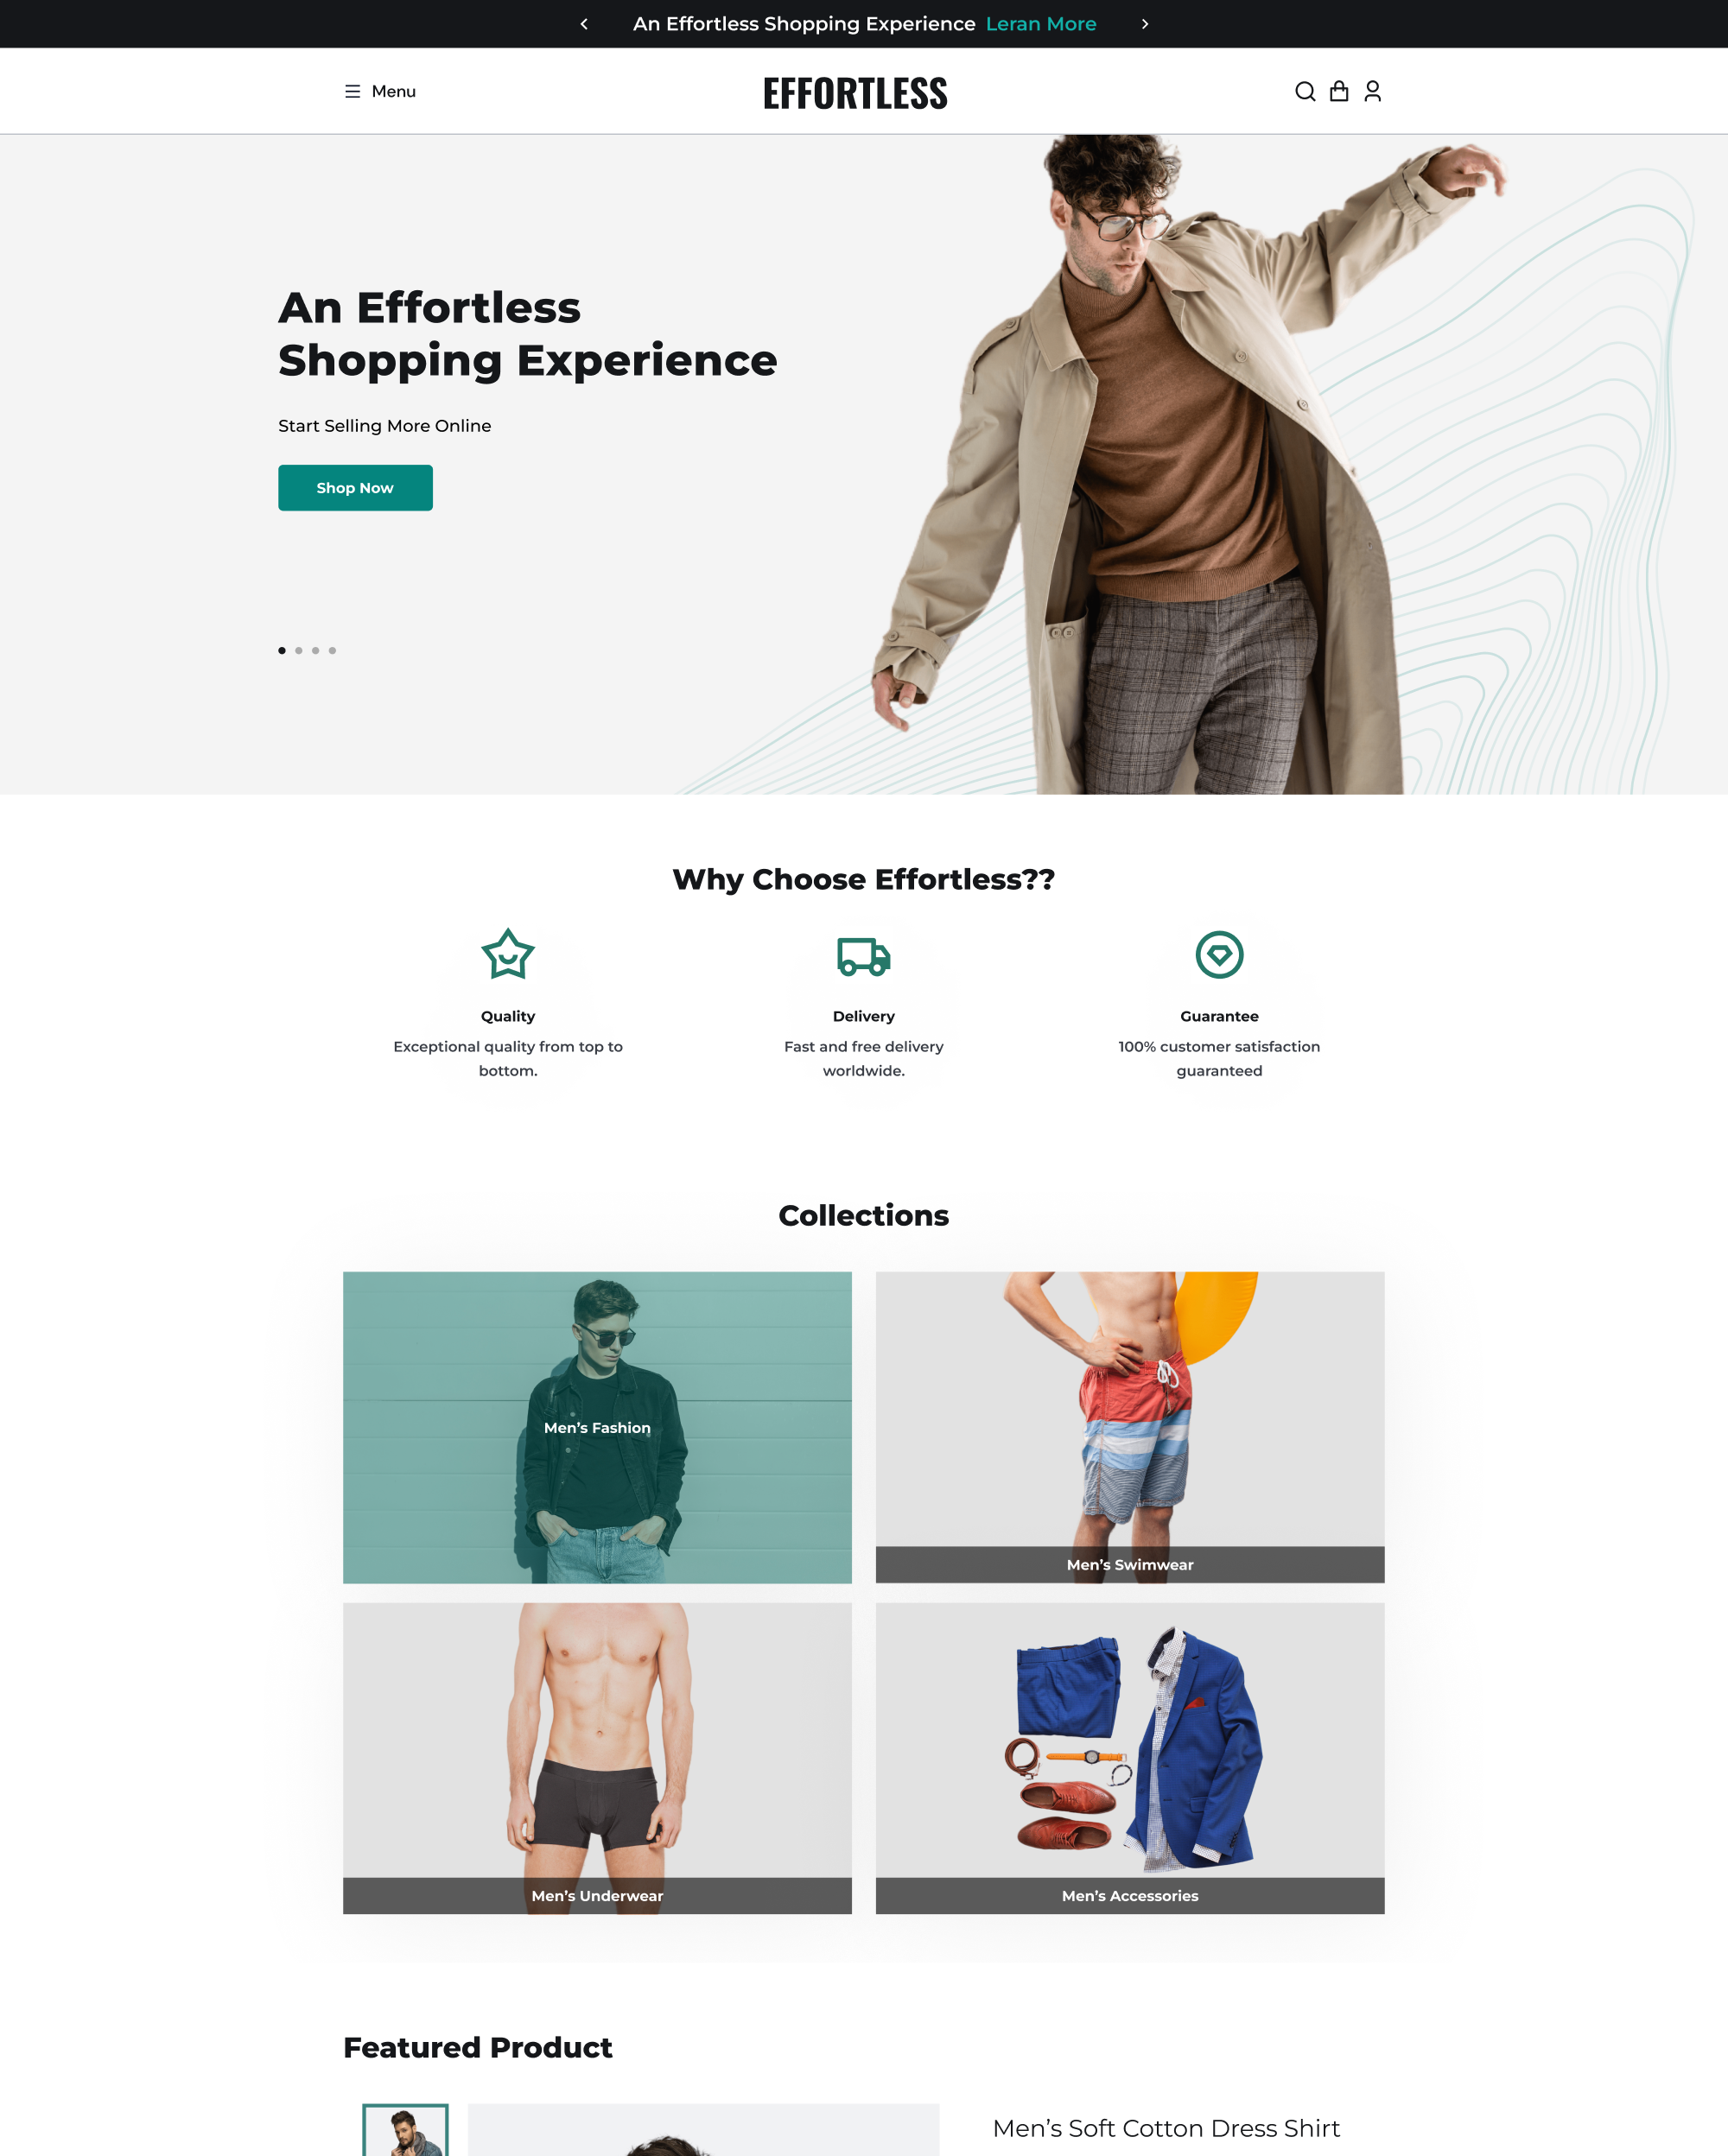 An Effortless Shopping Experience Leran More
Menu
EFFORTLESS
An Effortless
Shopping Experience
Start Selling More Online
Shop Now
Why Choose Effortless??
Quality
Exceptional quality from top to
bottom.
Delivery
Fast and free delivery
worldwide.
Guarantee
100% customer satisfaction
guaranteed
Collections
Men’s Fashion
Men’s Swimwear
Men’s Underwear
Men’s Accessories
Featured Product
Men’s Soft Cotton Dress Shirt